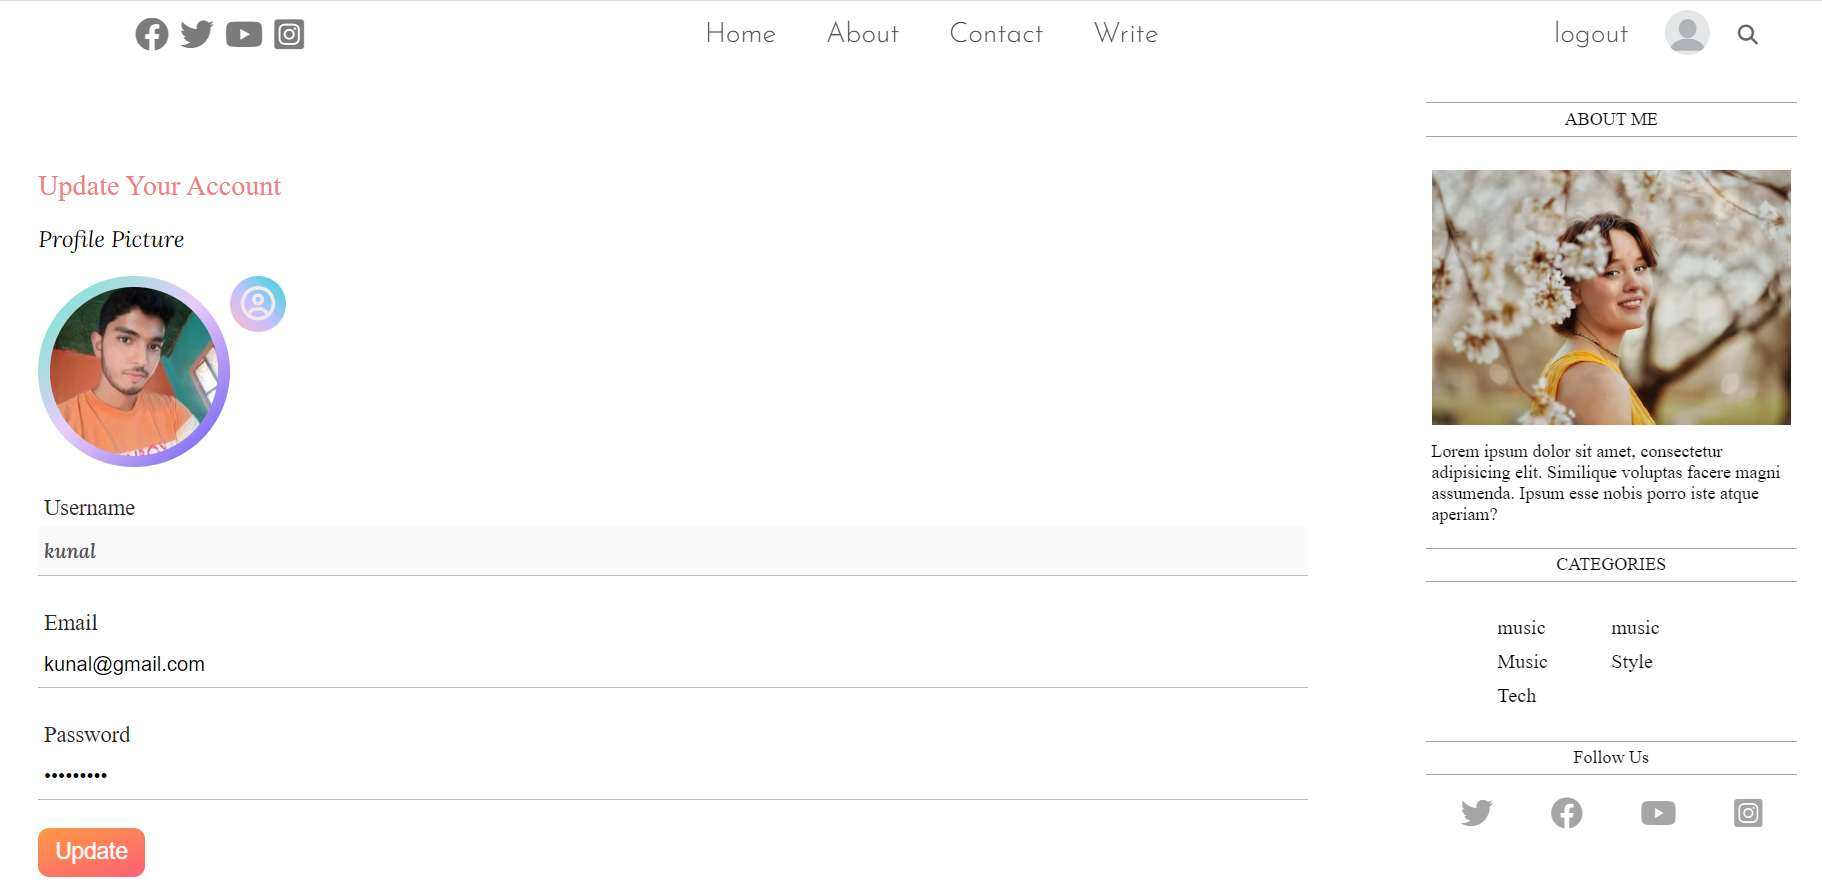 Home About Contact Write logout
Update Your Account
Profile Picture
Username
kunal
Email
kunal@gmail.com
Password
•••••••••
Update
ABOUT ME
Lorem ipsum dolor sit amet, consectetur
adipisicing elit. Similique voluptas facere magni
assumenda. Ipsum esse nobis porro iste atque
aperiam?
CATEGORIES
music music
Music Style
Tech
Follow Us